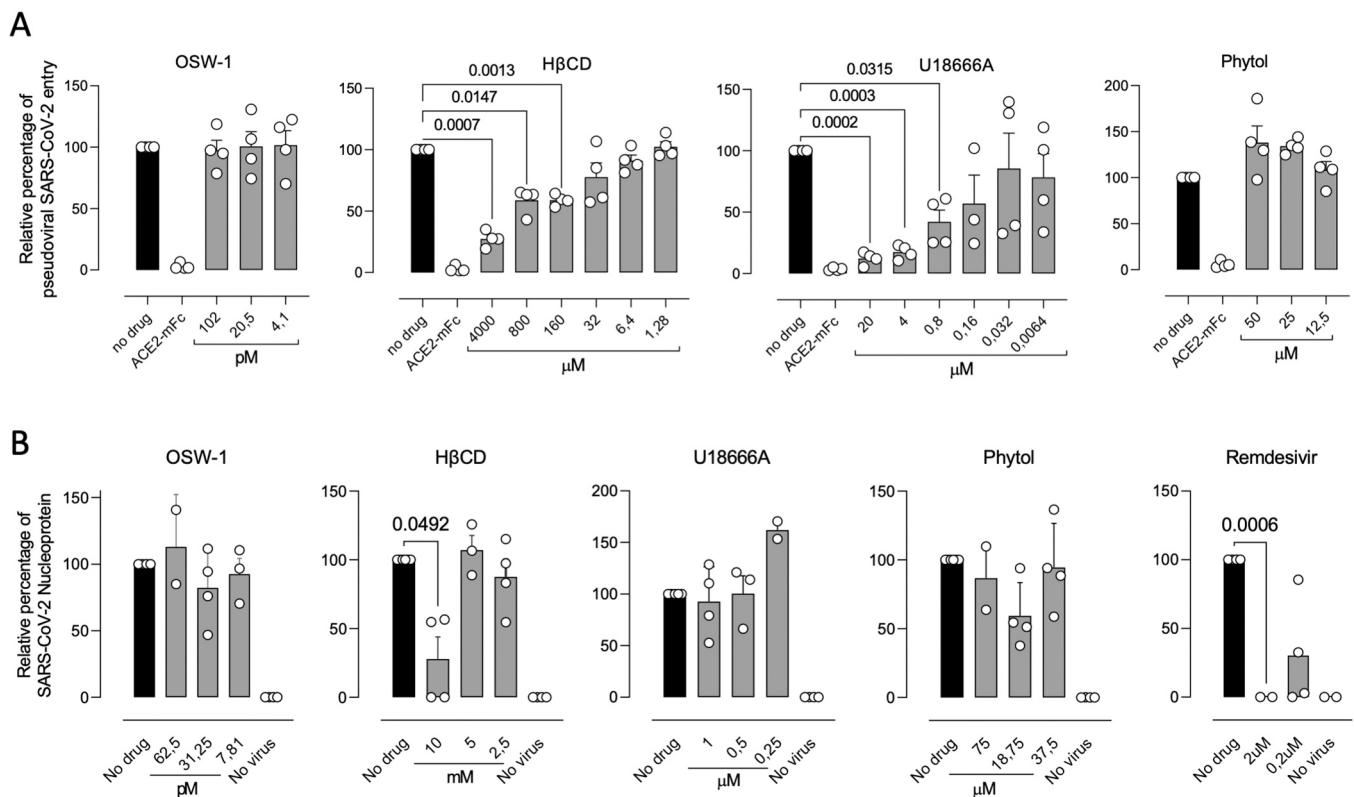 A
OSW-1
HβCD
U18666A
Phytol
Relative percentage of
pseudoviral SARS-CoV-2 entry
150
100
50
0
no drug
ACE2-mFc
102
20,5
4,1
pM
150
100
50
0
0.0013
0.0147
0.0007
no drug
ACE2-mFc
4000
800
160
32
6,4
1,28
µM
150
100
50
0
0.0315
0.0003
0.0002
no drug
ACE2-mFc
20
4
0,8
0,16
0,032
0,0064
µM
200
150
100
50
0
no drug
ACE2-mFc
50
25
12,5
µM
B
OSW-1
HβCD
U18666A
Phytol
Remdesivir
Relative percentage of
SARS-CoV-2 Nucleoprotein
150
100
50
0
No drug
62,5
31,25
7,81
No virus
pM
150
100
50
0
0.0492
No drug
10
5
2,5
No virus
mM
200
150
100
50
0
No drug
1
0,5
0,25
No virus
µM
150
100
50
0
No drug
75
18,75
37,5
No virus
µM
150
100
50
0
0.0006
No drug
2uM
0,2uM
No virus